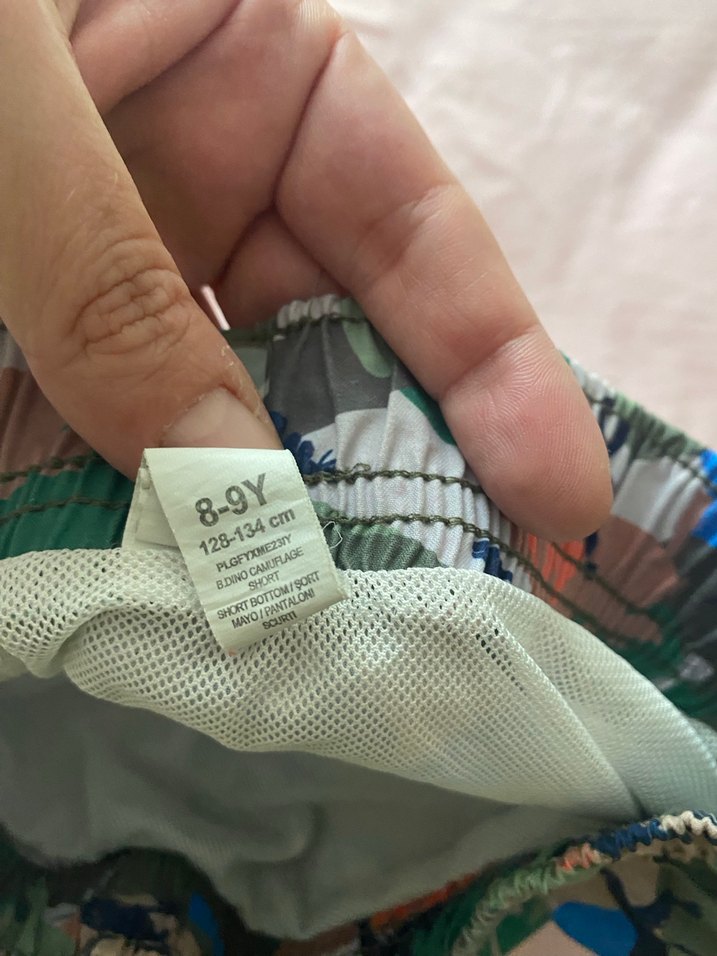 8-9Y
128-134 cm
PLGFYXME23IY
B.DINO CAMUFLAGE
SHORT
SHORT BOTTOM / SORT
MAYO / PANTALONI
SCURTI